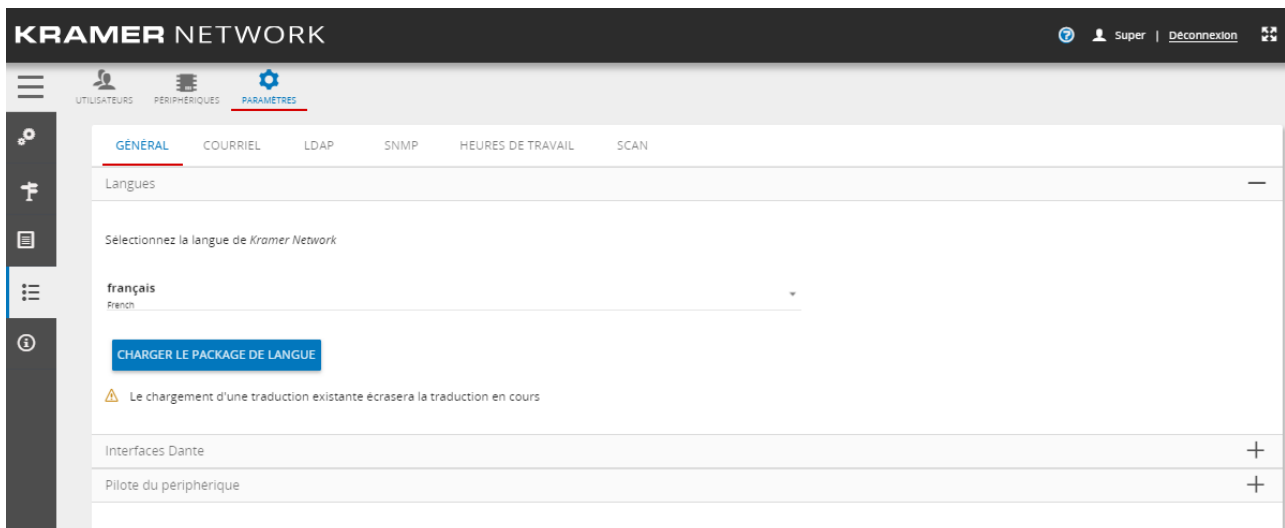 KRAMER NETWORK
Super | Déconnexion
UTILISATEURS PÉRIPHÉRIQUES PARAMÈTRES
GÉNÉRAL COURRIEL LDAP SNMP HEURES DE TRAVAIL SCAN
Langues
Sélectionnez la langue de Kramer Network
français
French
CHARGER LE PACKAGE DE LANGUE
Le chargement d'une traduction existante écrasera la traduction en cours
Interfaces Dante
Pilote du périphérique